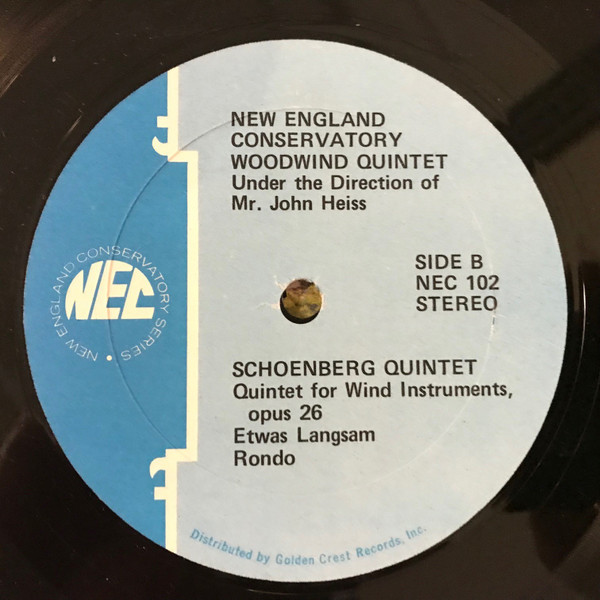 NEW ENGLAND
CONSERVATORY
WOODWIND QUINTET
Under the Direction of
Mr. John Heiss
SIDE B
NEC 102
STEREO
NEC
NEW ENGLAND CONSERVATORY SERIES •
SCHOENBERG QUINTET
Quintet for Wind Instruments,
opus 26
Etwas Langsam
Rondo
Distributed by Golden Crest Records, Inc.